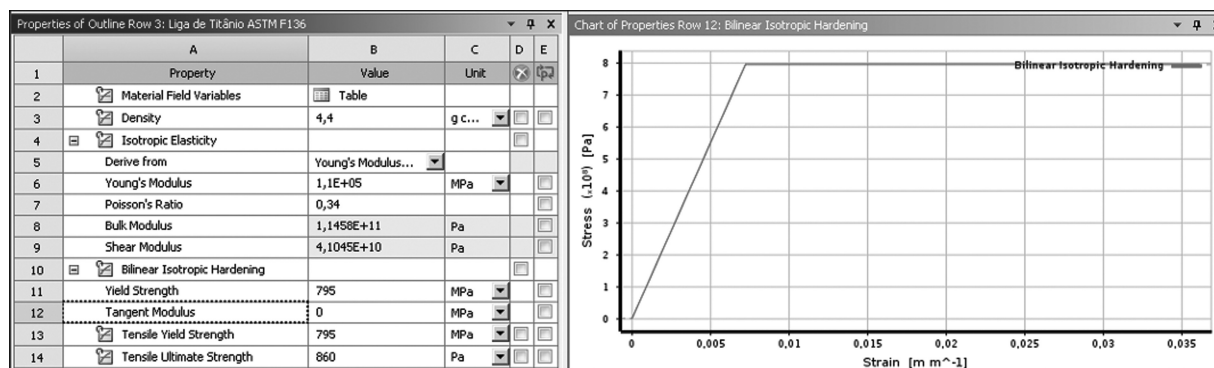 Properties of Outline Row 3: Liga de Titânio ASTM F136
A B C D E
1 Property Value Unit
2 Material Field Variables Table
3 Density 4,4 g c...
4 Isotropic Elasticity
5 Derive from Young's Modulus...
6 Young's Modulus 1,1E+05 MPa
7 Poisson's Ratio 0,34
8 Bulk Modulus 1,1458E+11 Pa
9 Shear Modulus 4,1045E+10 Pa
10 Bilinear Isotropic Hardening
11 Yield Strength 795 MPa
12 Tangent Modulus 0 MPa
13 Tensile Yield Strength 795 MPa
14 Tensile Ultimate Strength 860 Pa
Chart of Properties Row 12: Bilinear Isotropic Hardening
Bilinear Isotropic Hardening
Stress (x10⁸) [Pa]
8
7
6
5
4
3
2
1
0
0 0,005 0,01 0,015 0,02 0,025 0,03 0,035
Strain [m m^-1]